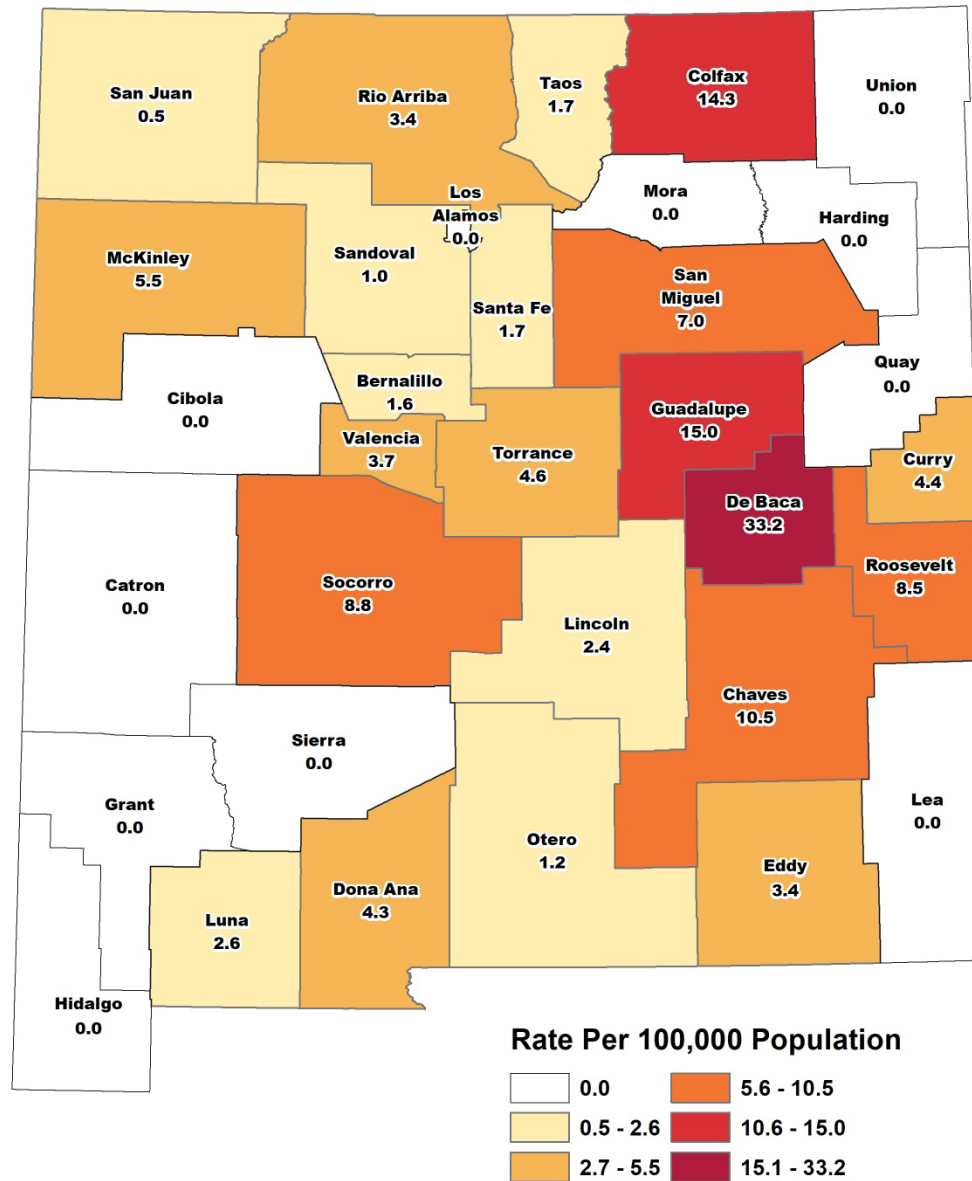 San Juan
0.5
Rio Arriba
3.4
Taos
1.7
Colfax
14.3
Union
0.0
Los
Alamos
0.0
Mora
0.0
Harding
0.0
McKinley
5.5
Sandoval
1.0
Santa Fe
1.7
San
Miguel
7.0
Quay
0.0
Cibola
0.0
Bernalillo
1.6
Valencia
3.7
Torrance
4.6
Guadalupe
15.0
Curry
4.4
De Baca
33.2
Roosevelt
8.5
Catron
0.0
Socorro
8.8
Lincoln
2.4
Chaves
10.5
Sierra
0.0
Grant
0.0
Lea
0.0
Otero
1.2
Eddy
3.4
Luna
2.6
Dona Ana
4.3
Hidalgo
0.0
Rate Per 100,000 Population
0.0
0.5 - 2.6
2.7 - 5.5
5.6 - 10.5
10.6 - 15.0
15.1 - 33.2